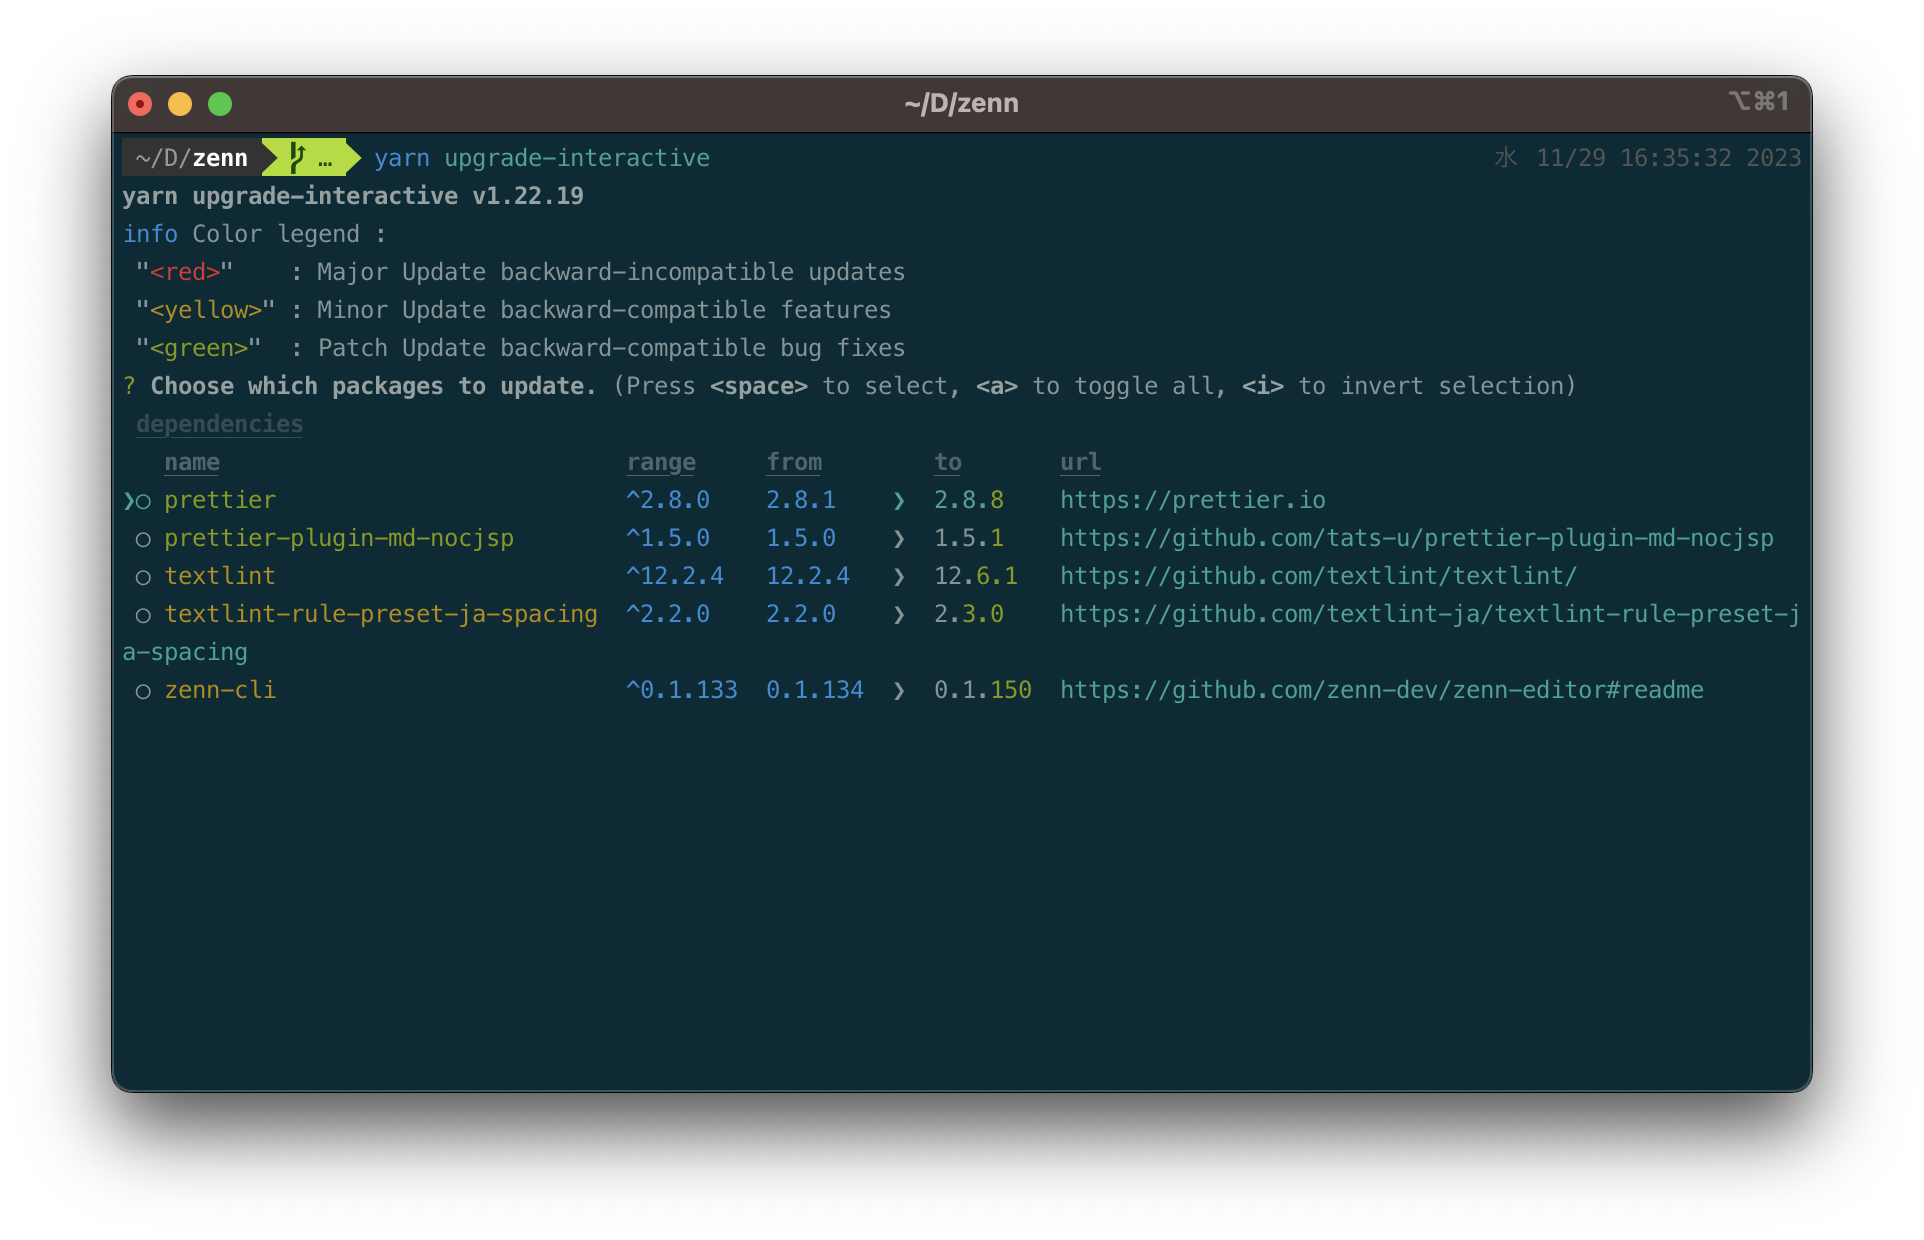 ~/D/zenn ⌥⌘1
~/D/zenn … yarn upgrade-interactive 水 11/29 16:35:32 2023
yarn upgrade-interactive v1.22.19
info Color legend :
"<red>" : Major Update backward-incompatible updates
"<yellow>" : Minor Update backward-compatible features
"<green>" : Patch Update backward-compatible bug fixes
? Choose which packages to update. (Press <space> to select, <a> to toggle all, <i> to invert selection)
dependencies
name range from to url
❯◯ prettier ^2.8.0 2.8.1 ❯ 2.8.8 https://prettier.io
◯ prettier-plugin-md-nocjsp ^1.5.0 1.5.0 ❯ 1.5.1 https://github.com/tats-u/prettier-plugin-md-nocjsp
◯ textlint ^12.2.4 12.2.4 ❯ 12.6.1 https://github.com/textlint/textlint/
◯ textlint-rule-preset-ja-spacing ^2.2.0 2.2.0 ❯ 2.3.0 https://github.com/textlint-ja/textlint-rule-preset-j
a-spacing
◯ zenn-cli ^0.1.133 0.1.134 ❯ 0.1.150 https://github.com/zenn-dev/zenn-editor#readme